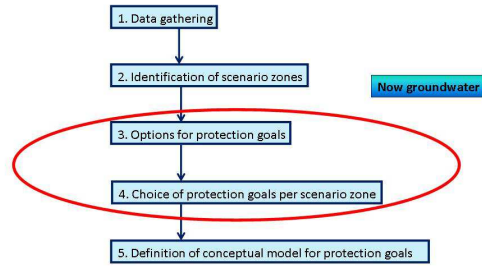 1. Data gathering
2. Identification of scenario zones
Now groundwater
3. Options for protection goals
4. Choice of protection goals per scenario zone
5. Definition of conceptual model for protection goals